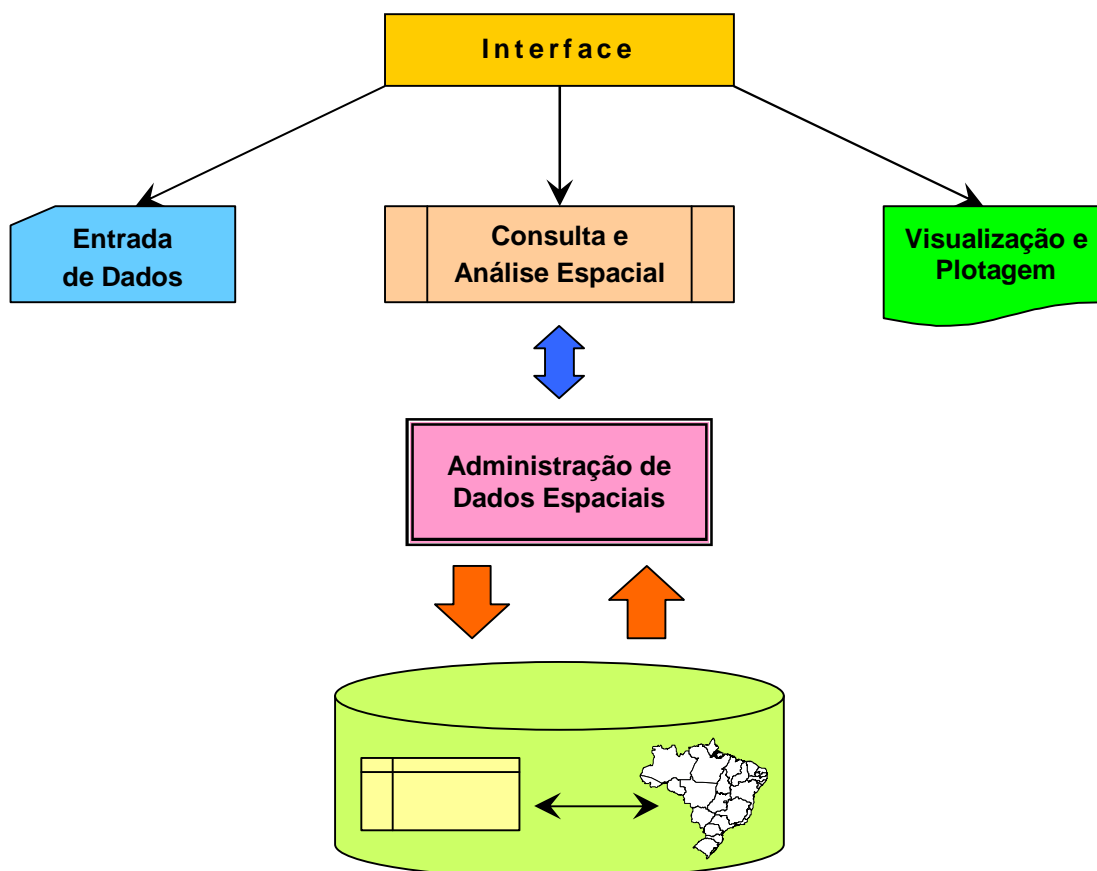 Interface
Entrada
de Dados
Consulta e
Análise Espacial
Visualização e
Plotagem
Administração de
Dados Espaciais